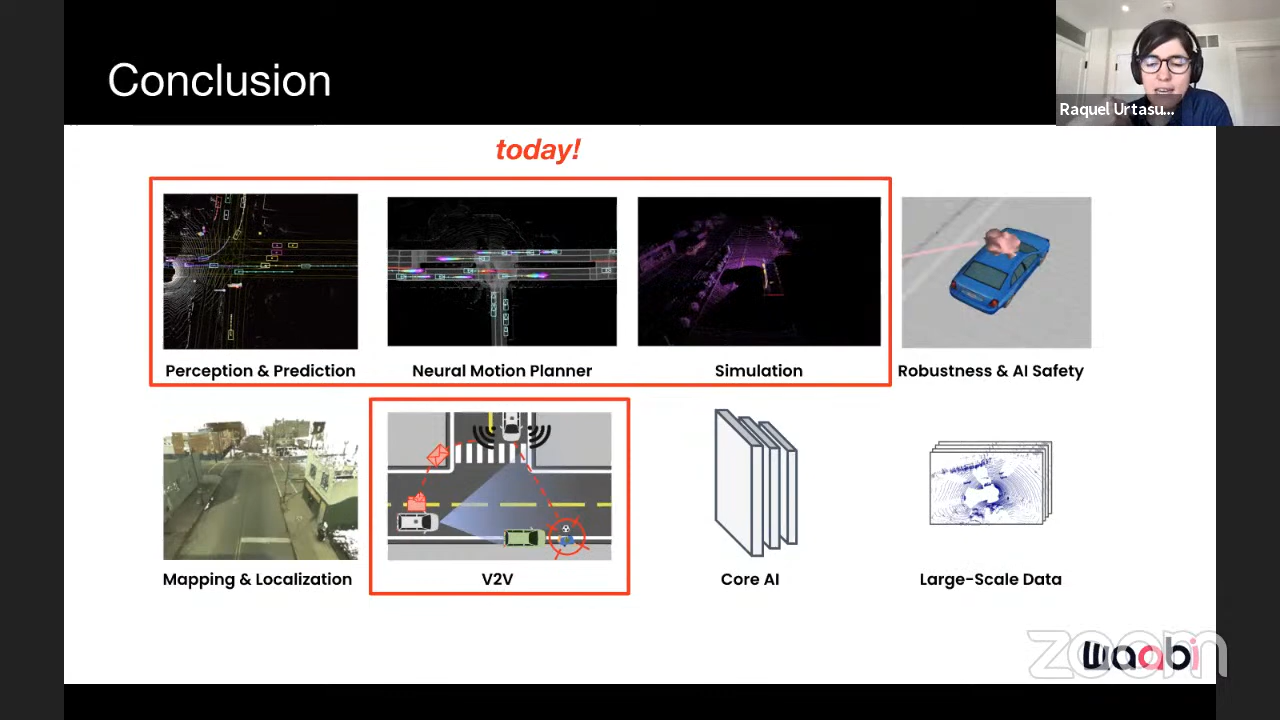 Conclusion
Raquel Urtasu...
today!
Perception & Prediction
Neural Motion Planner
Simulation
Robustness & AI Safety
Mapping & Localization
V2V
Core AI
Large-Scale Data
zoom
waabi